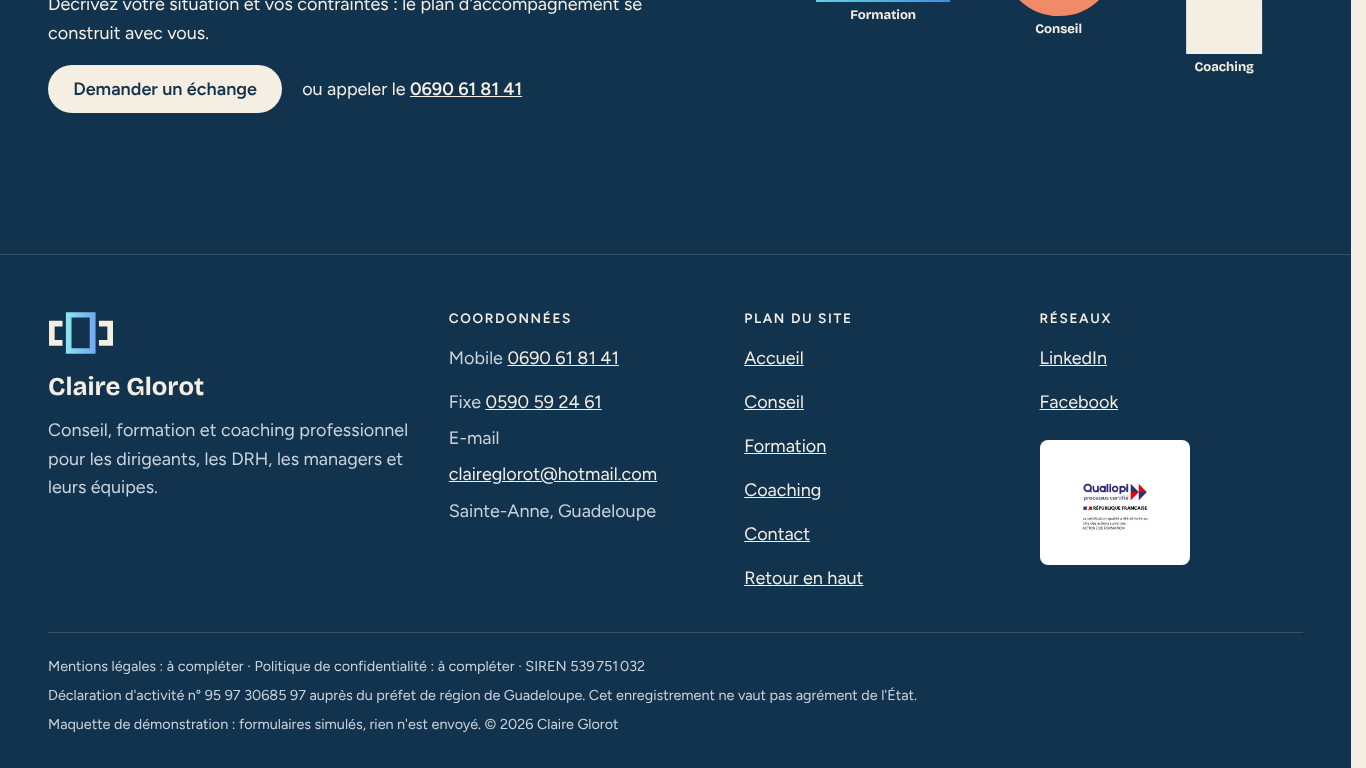 Décrivez votre situation et vos contraintes : le plan d'accompagnement se
construit avec vous.
Demander un échange
ou appeler le 0690 61 81 41
Formation
Conseil
Coaching
Claire Glorot
Conseil, formation et coaching professionnel
pour les dirigeants, les DRH, les managers et
leurs équipes.
COORDONNÉES
Mobile 0690 61 81 41
Fixe 0590 59 24 61
E-mail
claireglorot@hotmail.com
Sainte-Anne, Guadeloupe
PLAN DU SITE
Accueil
Conseil
Formation
Coaching
Contact
Retour en haut
RÉSEAUX
LinkedIn
Facebook
Qualiopi
processus certifié
RÉPUBLIQUE FRANÇAISE
ACTIONS DE FORMATION
Mentions légales : à compléter · Politique de confidentialité : à compléter · SIREN 539 751 032
Déclaration d'activité n° 95 97 30685 97 auprès du préfet de région de Guadeloupe. Cet enregistrement ne vaut pas agrément de l'État.
Maquette de démonstration : formulaires simulés, rien n'est envoyé. © 2026 Claire Glorot